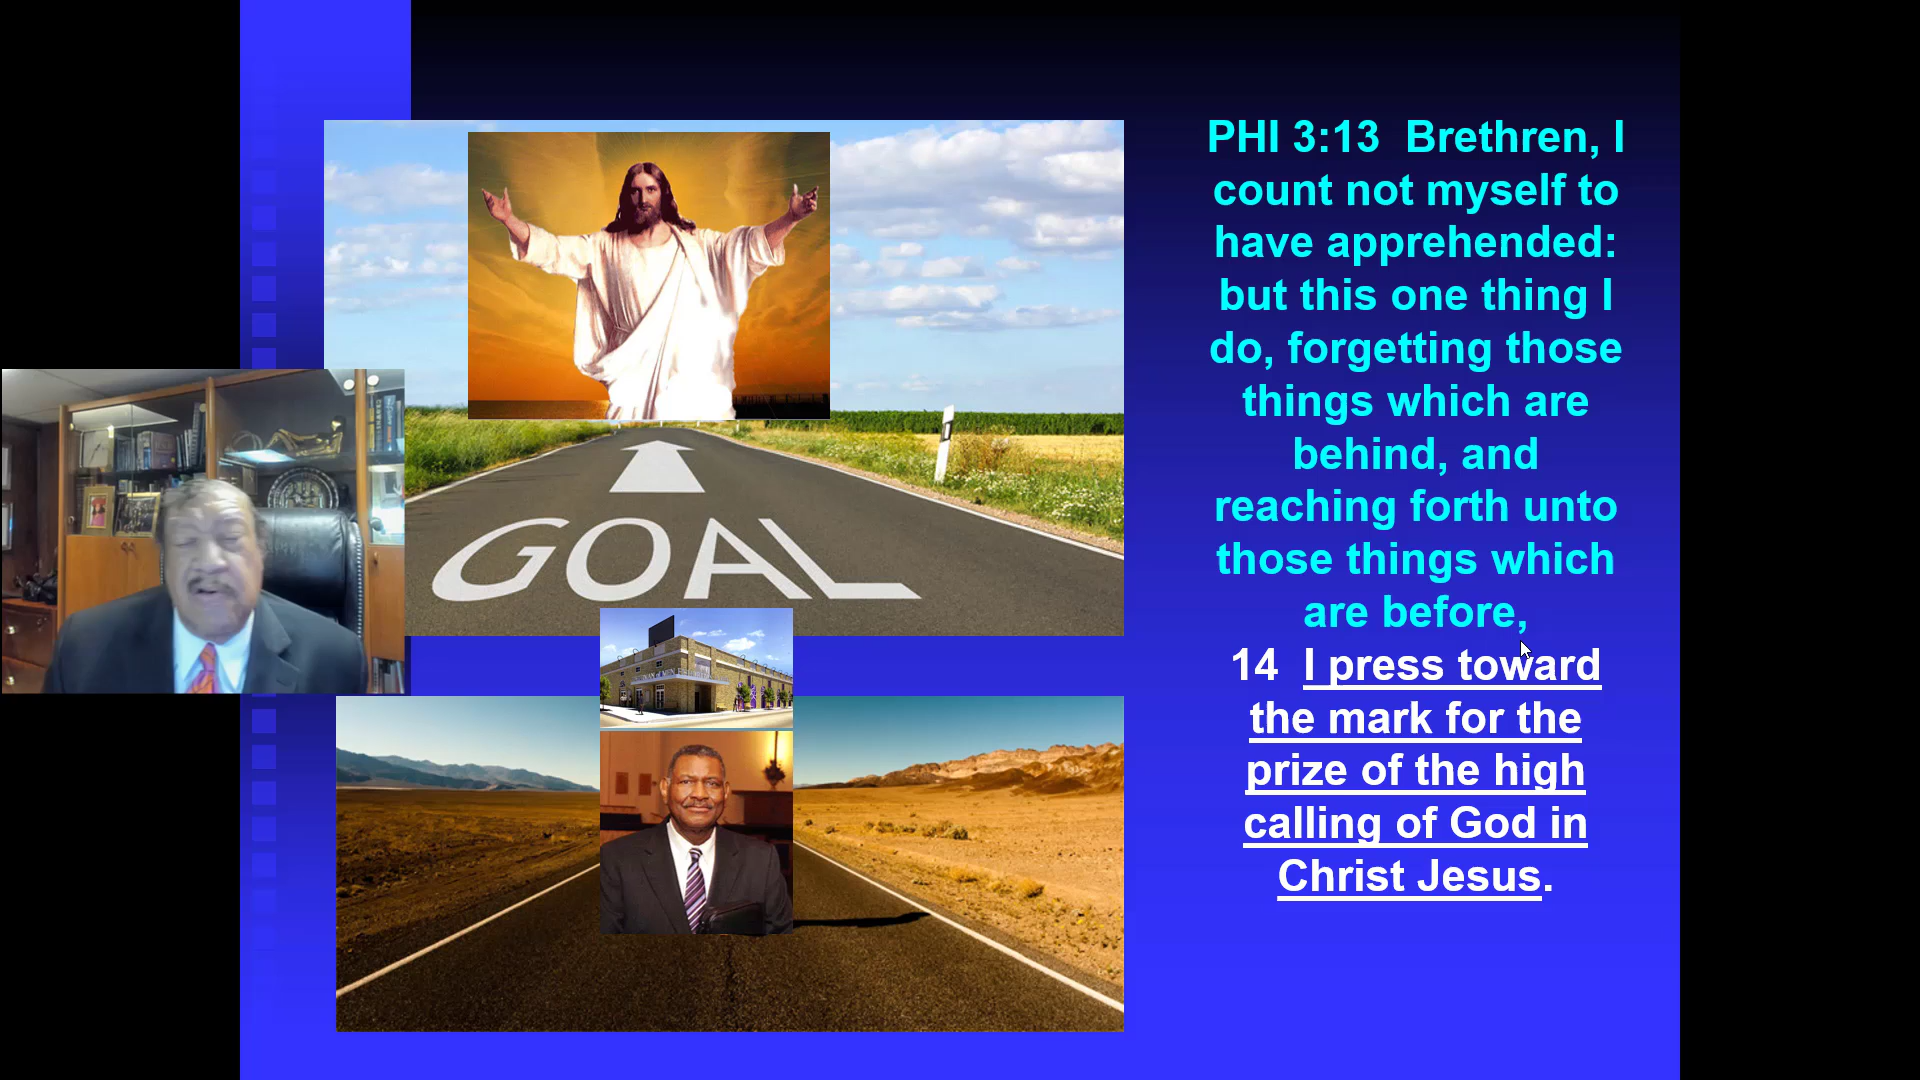 PHI 3:13  Brethren, I
count not myself to
have apprehended:
but this one thing I
do, forgetting those
things which are
behind, and
reaching forth unto
those things which
are before,
14  I press toward
the mark for the
prize of the high
calling of God in
Christ Jesus.
GOAL